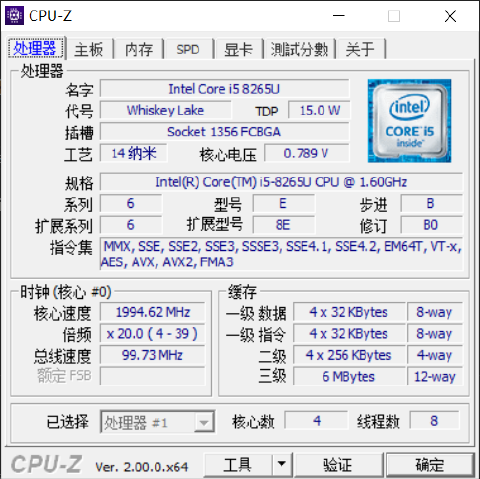 CPU-Z
处理器 主板 内存 SPD 显卡 測試分數 关于
处理器
名字 Intel Core i5 8265U
代号 Whiskey Lake TDP 15.0 W
插槽 Socket 1356 FCBGA
工艺 14 纳米 核心电压 0.789 V
intel CORE i5 inside
规格 Intel(R) Core(TM) i5-8265U CPU @ 1.60GHz
系列 6 型号 E 步进 B
扩展系列 6 扩展型号 8E 修订 B0
指令集 MMX, SSE, SSE2, SSE3, SSSE3, SSE4.1, SSE4.2, EM64T, VT-x,
AES, AVX, AVX2, FMA3
时钟 (核心 #0)
核心速度 1994.62 MHz
倍频 x 20.0 ( 4 - 39 )
总线速度 99.73 MHz
额定 FSB
缓存
一级 数据 4 x 32 KBytes 8-way
一级 指令 4 x 32 KBytes 8-way
二级 4 x 256 KBytes 4-way
三级 6 MBytes 12-way
已选择 处理器 #1 核心数 4 线程数 8
CPU-Z Ver. 2.00.0.x64 工具 验证 确定